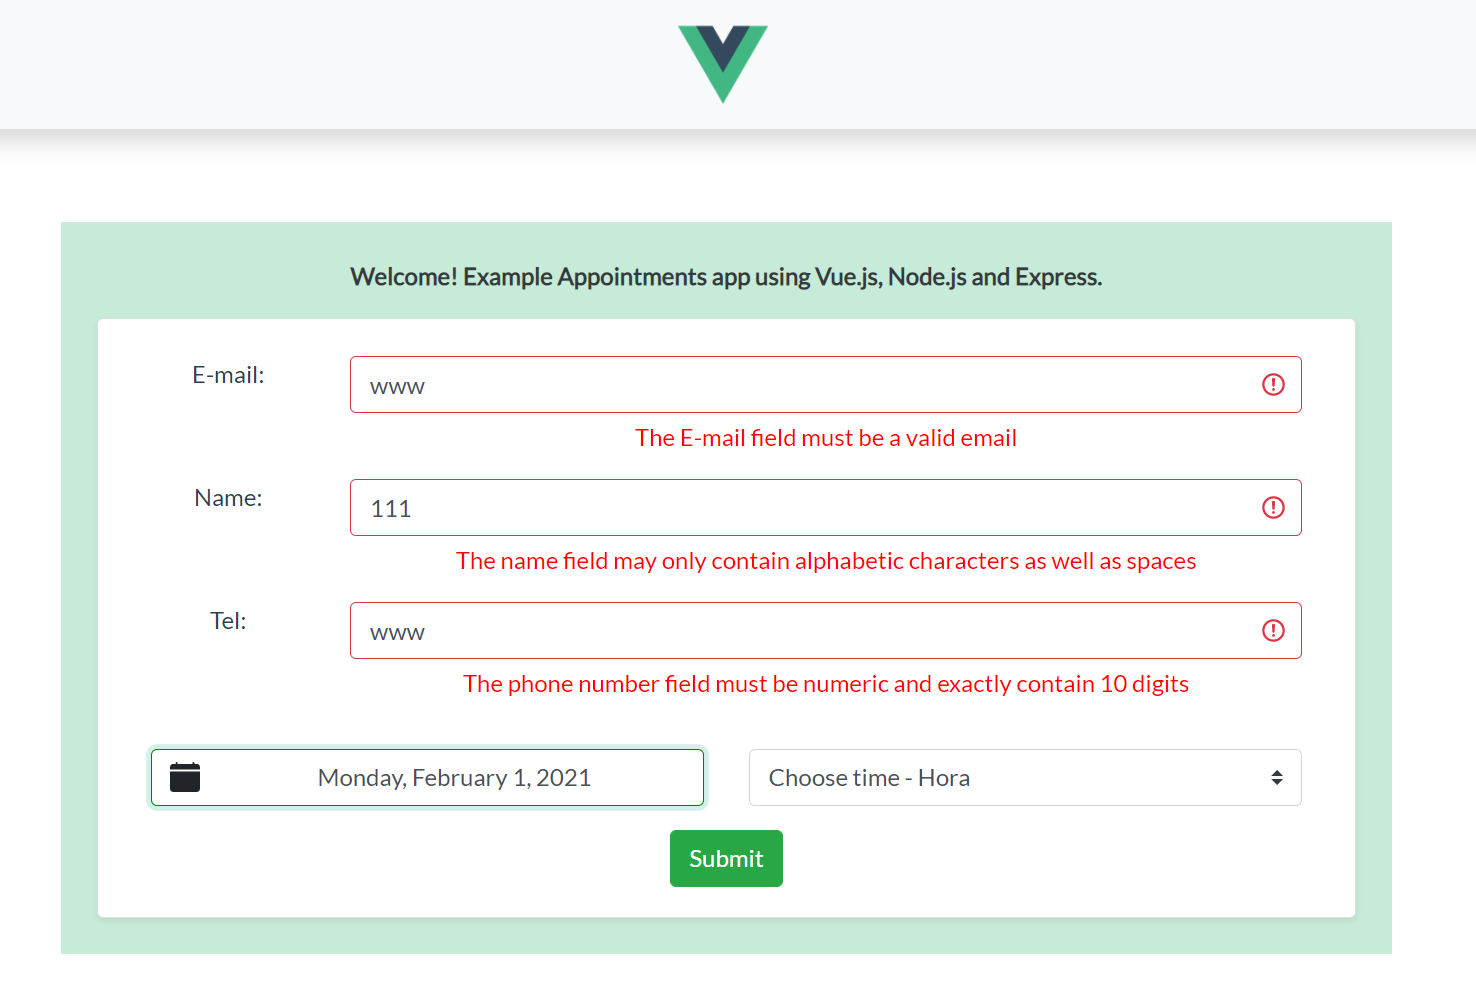 Welcome! Example Appointments app using Vue.js, Node.js and Express.
E-mail:
www
The E-mail field must be a valid email
Name:
111
The name field may only contain alphabetic characters as well as spaces
Tel:
www
The phone number field must be numeric and exactly contain 10 digits
Monday, February 1, 2021
Choose time - Hora
Submit